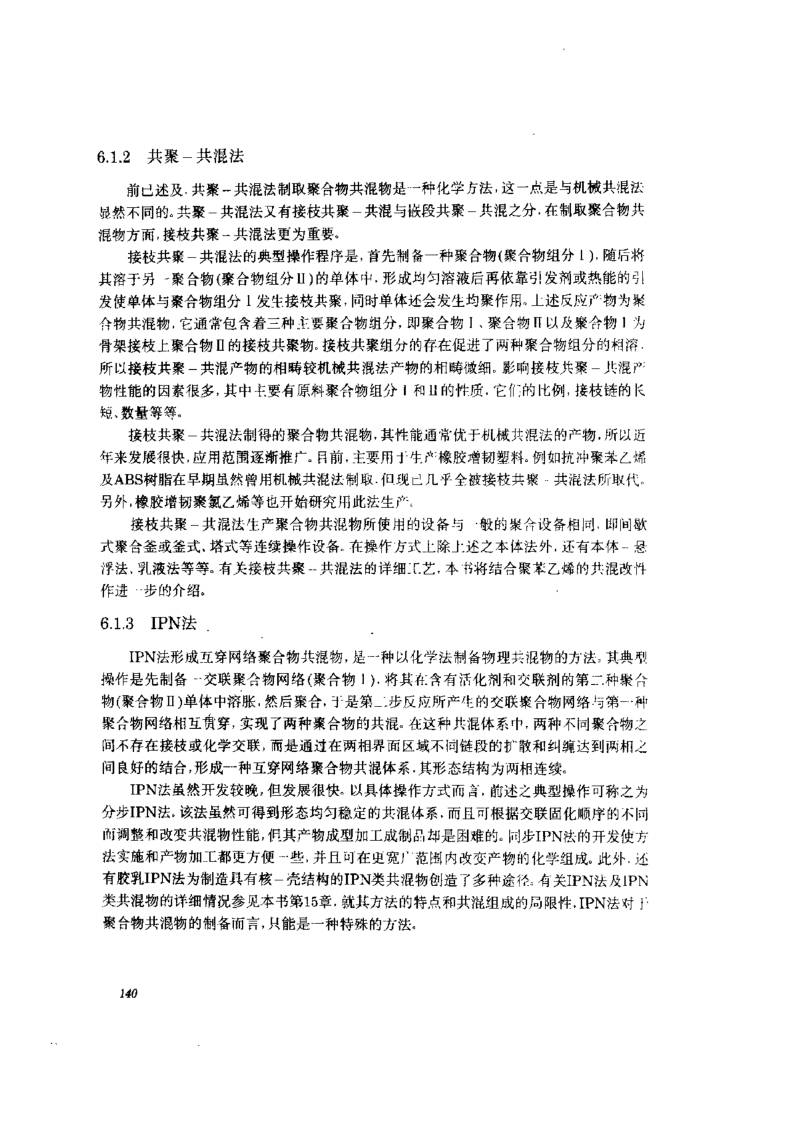 6.1.2 共聚－共混法
前已述及，共聚－共混法制取聚合物共混物是一种化学方法，这一点是与机械共混法
显然不同的。共聚－共混法又有接枝共聚－共混与嵌段共聚－共混之分，在制取聚合物共
混物方面，接枝共聚－共混法更为重要。
接枝共聚－共混法的典型操作程序是，首先制备一种聚合物(聚合物组分Ⅰ)，随后将
其溶于另一聚合物(聚合物组分Ⅱ)的单体中，形成均匀溶液后再依靠引发剂或热能的引
发使单体与聚合物组分Ⅰ发生接枝共聚，同时单体还会发生均聚作用。上述反应产物为聚
合物共混物，它通常包含着三种主要聚合物组分，即聚合物Ⅰ、聚合物Ⅱ以及聚合物Ⅰ为
骨架接枝上聚合物Ⅱ的接枝共聚物。接枝共聚组分的存在促进了两种聚合物组分的相溶，
所以接枝共聚－共混产物的相畴较机械共混法产物的相畴微细。影响接枝共聚－共混产
物性能的因素很多，其中主要有原料聚合物组分Ⅰ和Ⅱ的性质，它们的比例，接枝链的长
短、数量等等。
接枝共聚－共混法制得的聚合物共混物，其性能通常优于机械共混法的产物，所以近
年来发展很快，应用范围逐渐推广。目前，主要用于生产橡胶增韧塑料。例如抗冲聚苯乙烯
及ABS树脂在早期虽然曾用机械共混法制取，但现已几乎全被接枝共聚－共混法所取代。
另外，橡胶增韧聚氯乙烯等也开始研究用此法生产。
接枝共聚－共混法生产聚合物共混物所使用的设备与一般的聚合设备相同，即间歇
式聚合釜或釜式、塔式等连续操作设备。在操作方式上除上述之本体法外，还有本体－悬
浮法、乳液法等等。有关接枝共聚－共混法的详细工艺，本书将结合聚苯乙烯的共混改性
作进一步的介绍。
6.1.3 IPN法
IPN法形成互穿网络聚合物共混物，是一种以化学法制备物理共混物的方法。其典型
操作是先制备一交联聚合物网络(聚合物Ⅰ)，将其在含有活化剂和交联剂的第二种聚合
物(聚合物Ⅱ)单体中溶胀，然后聚合，于是第二步反应所产生的交联聚合物网络与第一种
聚合物网络相互贯穿，实现了两种聚合物的共混。在这种共混体系中，两种不同聚合物之
间不存在接枝或化学交联，而是通过在两相界面区域不同链段的扩散和纠缠达到两相之
间良好的结合，形成一种互穿网络聚合物共混体系，其形态结构为两相连续。
IPN法虽然开发较晚，但发展很快。以具体操作方式而言，前述之典型操作可称之为
分步IPN法。该法虽然可得到形态均匀稳定的共混体系，而且可根据交联固化顺序的不同
而调整和改变共混物性能，但其产物成型加工成制品却是困难的。同步IPN法的开发使方
法实施和产物加工都更方便一些，并且可在更宽广范围内改变产物的化学组成。此外，还
有胶乳IPN法为制造具有核－壳结构的IPN类共混物创造了多种途径。有关IPN法及IPN
类共混物的详细情况参见本书第15章。就其方法的特点和共混组成的局限性，IPN法对于
聚合物共混物的制备而言，只能是一种特殊的方法。
140